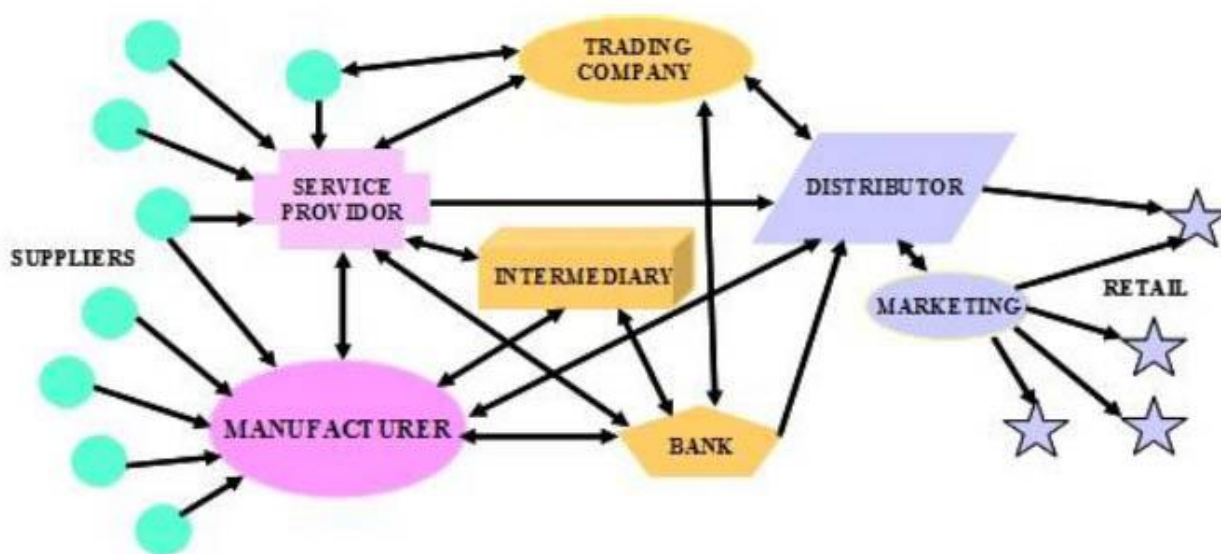 TRADING
COMPANY
SERVICE
PROVIDOR
DISTRIBUTOR
SUPPLIERS
INTERMEDIARY
MARKETING
RETAIL
MANUFACTURER
BANK